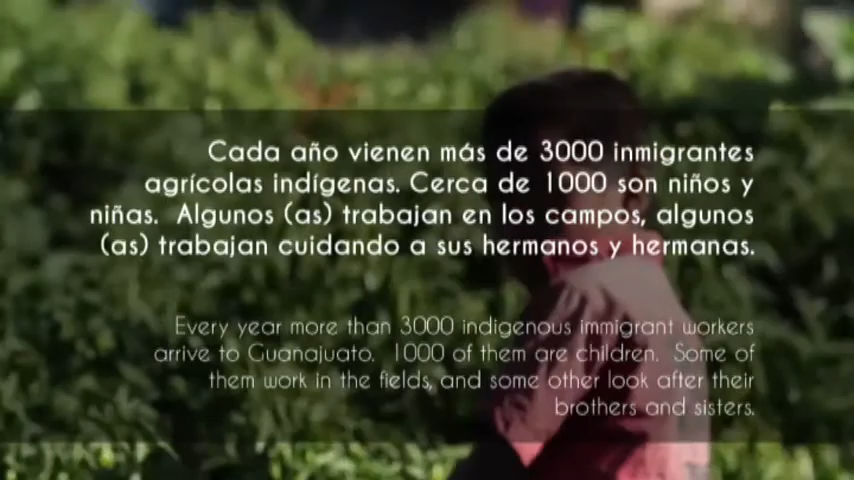 Cada año vienen más de 3000 inmigrantes
agrícolas indígenas. Cerca de 1000 son niños y
niñas. Algunos (as) trabajan en los campos, algunos
(as) trabajan cuidando a sus hermanos y hermanas.
Every year more than 3000 indigenous immigrant workers
arrive to Guanajuato. 1000 of them are children. Some of
them work in the fields, and some other look after their
brothers and sisters.